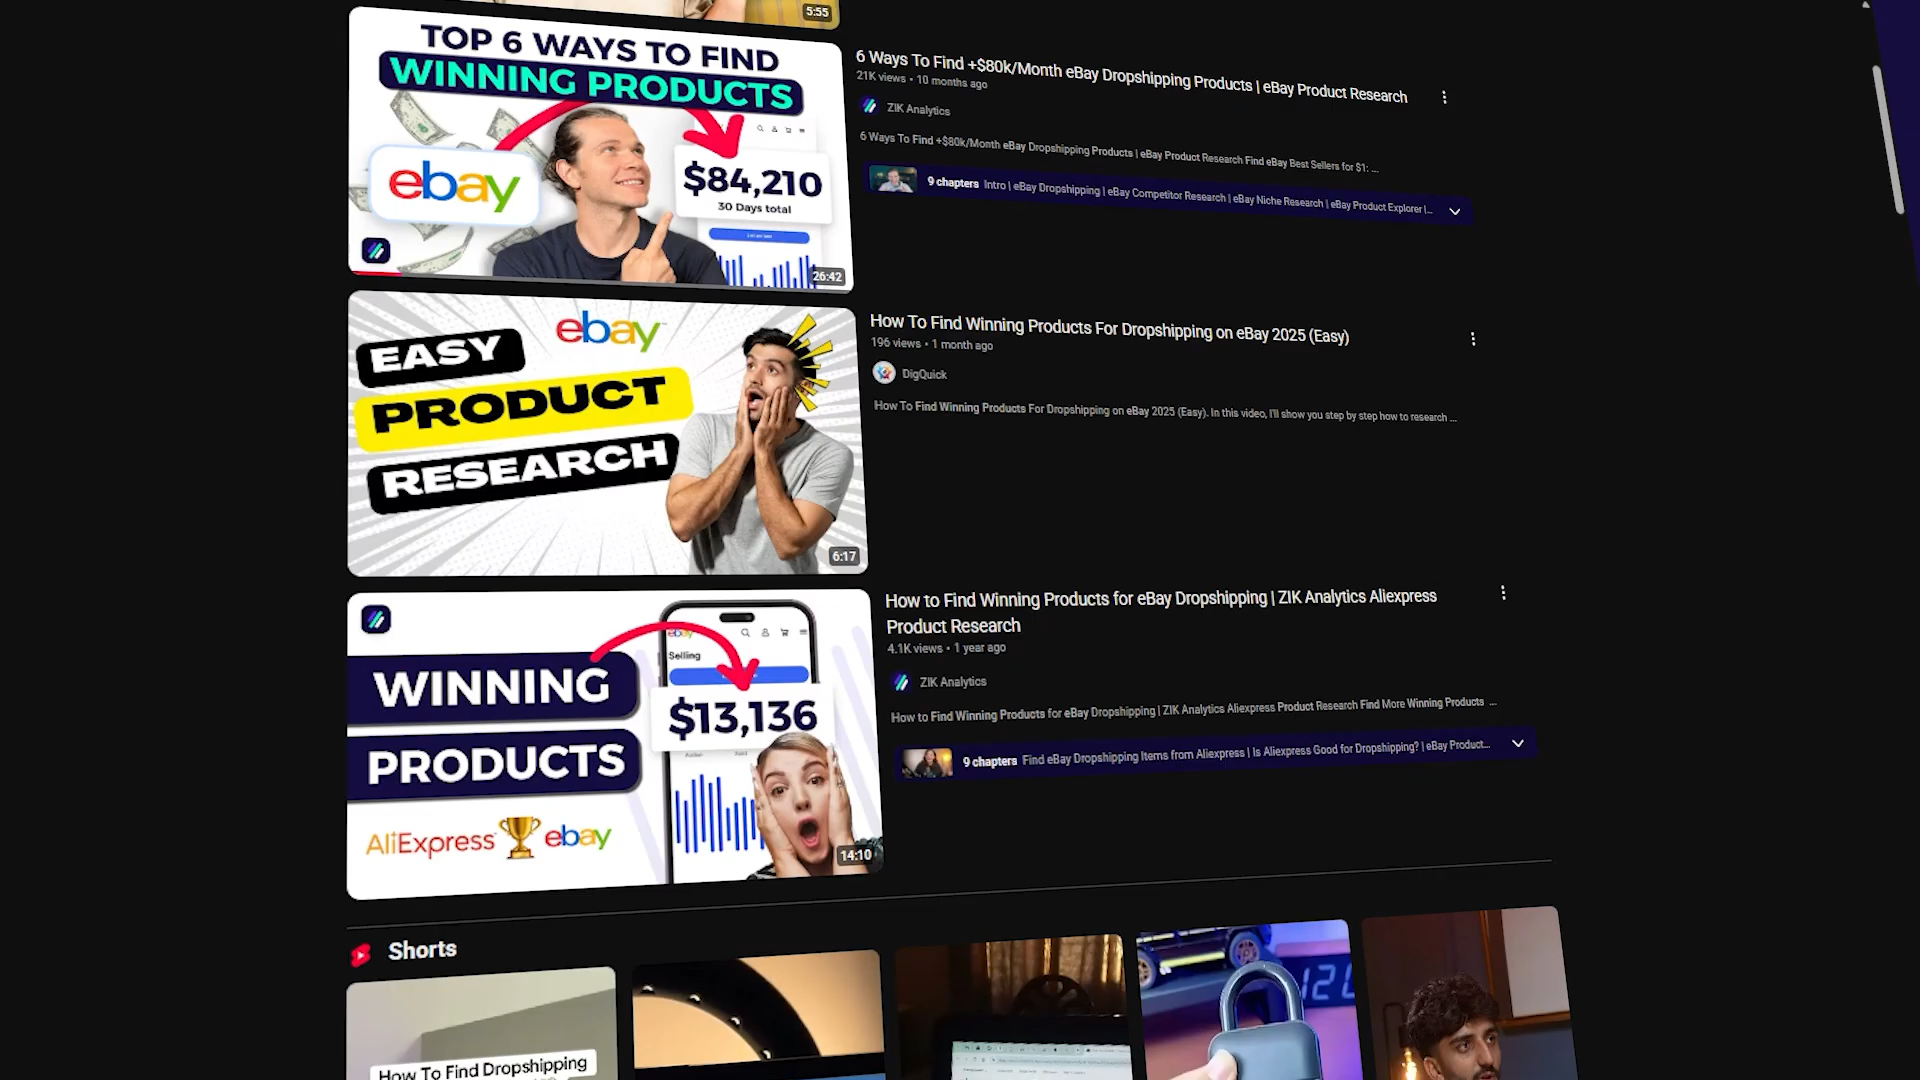 5:55
TOP 6 WAYS TO FIND
WINNING PRODUCTS
ebay
$84,210
30 Days total
26:42
6 Ways To Find +$80k/Month eBay Dropshipping Products | eBay Product Research
21K views • 10 months ago
ZIK Analytics
6 Ways To Find +$80k/Month eBay Dropshipping Products | eBay Product Research Find eBay Best Sellers for $1: ...
9 chapters Intro | eBay Dropshipping | eBay Competitor Research | eBay Niche Research | eBay Product Explorer |...
ebay
EASY
PRODUCT
RESEARCH
6:17
How To Find Winning Products For Dropshipping on eBay 2025 (Easy)
196 views • 1 month ago
DigQuick
How To Find Winning Products For Dropshipping on eBay 2025 (Easy). In this video, I'll show you step by step how to research ...
ebay
Selling
WINNING
$13,136
PRODUCTS
AliExpress ebay
14:10
How to Find Winning Products for eBay Dropshipping | ZIK Analytics Aliexpress
Product Research
4.1K views • 1 year ago
ZIK Analytics
How to Find Winning Products for eBay Dropshipping | ZIK Analytics Aliexpress Product Research Find More Winning Products ...
9 chapters Find eBay Dropshipping Items from Aliexpress | Is Aliexpress Good for Dropshipping? | eBay Product...
Shorts
How To Find Dropshipping